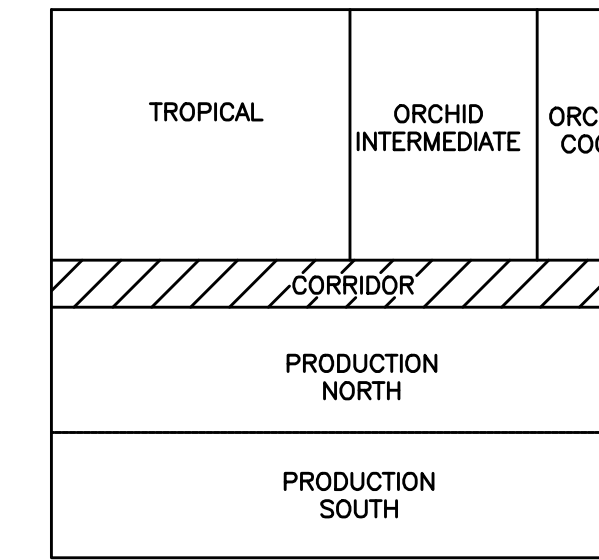 TROPICAL
ORCHID
INTERMEDIATE
CORRIDOR
PRODUCTION
NORTH
PRODUCTION
SOUTH